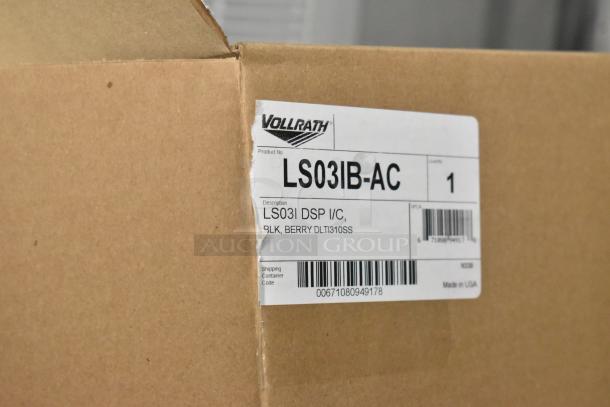 VOLLRATH
Product No.
LS03IB-AC
Quantity
1
Description
LS03I DSP I/C,
BLK, BERRY DLTI310SS
Shipping
Container
Code
00671080949178
Made in USA
AUCTION GROUP